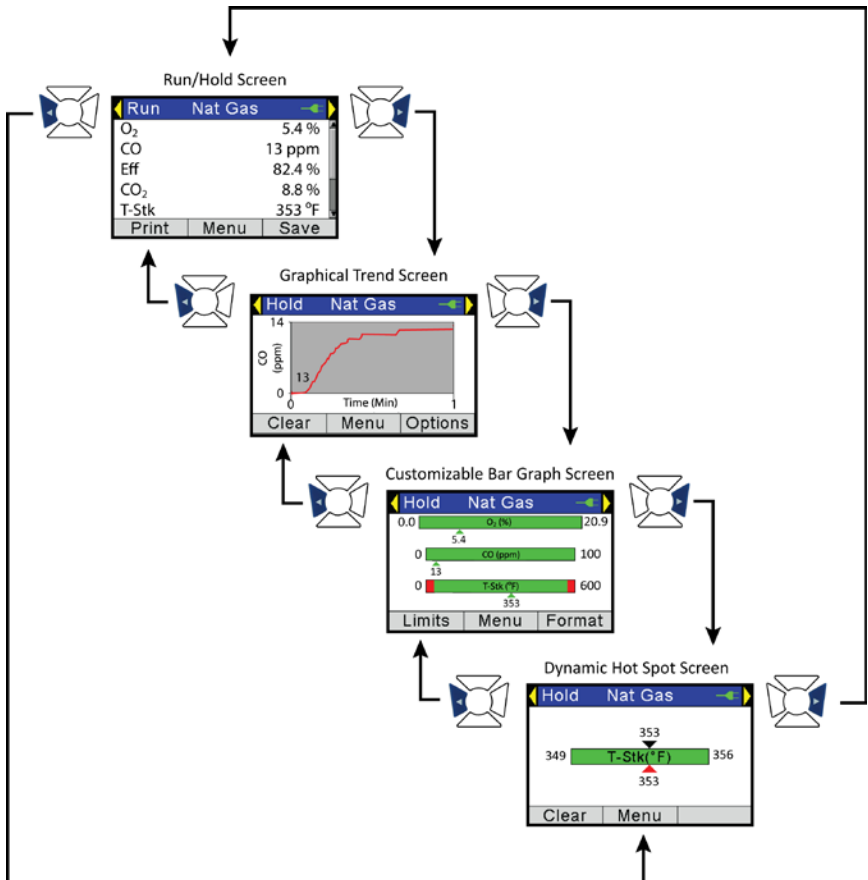 Run/Hold Screen
Run Nat Gas
O₂ 5.4 %
CO 13 ppm
Eff 82.4 %
CO₂ 8.8 %
T-Stk 353 °F
Print Menu Save
Graphical Trend Screen
Hold Nat Gas
14
CO (ppm)
13
0
0 Time (Min) 1
Clear Menu Options
Customizable Bar Graph Screen
Hold Nat Gas
0.0 O₂ (%) 20.9
5.4
0 CO (ppm) 100
13
0 T-Stk (°F) 600
353
Limits Menu Format
Dynamic Hot Spot Screen
Hold Nat Gas
353
349 T-Stk(°F) 356
353
Clear Menu